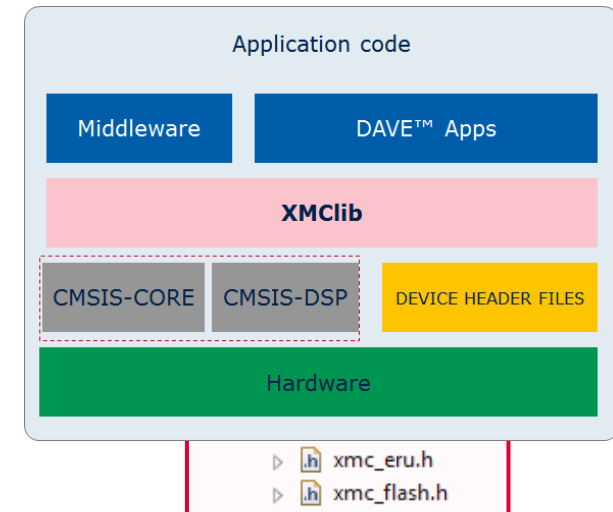 Application code
Middleware
DAVE™ Apps
XMClib
CMSIS-CORE
CMSIS-DSP
DEVICE HEADER FILES
Hardware
.h xmc_eru.h
.h xmc_flash.h